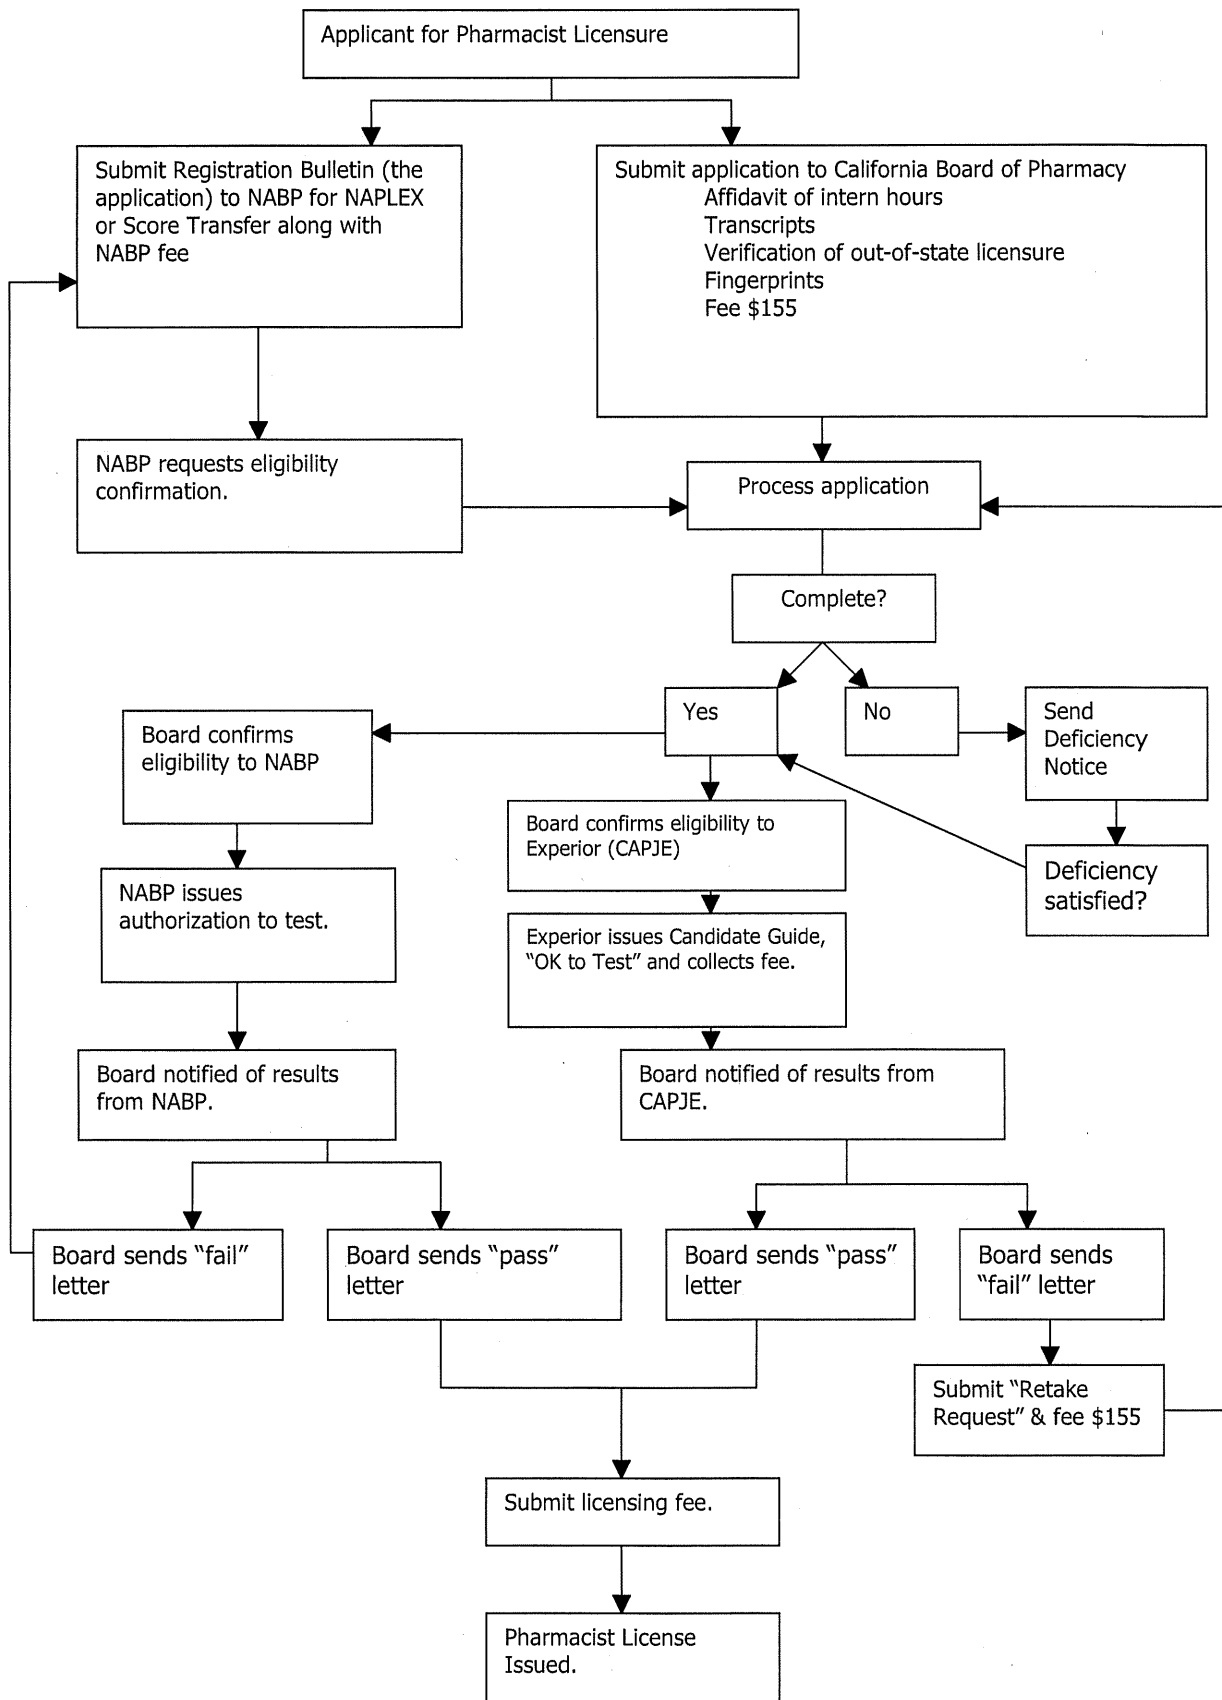 Applicant for Pharmacist Licensure
Submit Registration Bulletin (the
application) to NABP for NAPLEX
or Score Transfer along with
NABP fee
Submit application to California Board of Pharmacy
Affidavit of intern hours
Transcripts
Verification of out-of-state licensure
Fingerprints
Fee $155
NABP requests eligibility
confirmation.
Process application
Complete?
Yes
No
Send
Deficiency
Notice
Board confirms
eligibility to NABP
Board confirms eligibility to
Experior (CAPJE)
Deficiency
satisfied?
NABP issues
authorization to test.
Experior issues Candidate Guide,
“OK to Test” and collects fee.
Board notified of results
from NABP.
Board notified of results from
CAPJE.
Board sends “fail”
letter
Board sends “pass”
letter
Board sends “pass”
letter
Board sends
“fail” letter
Submit “Retake
Request” & fee $155
Submit licensing fee.
Pharmacist License
Issued.